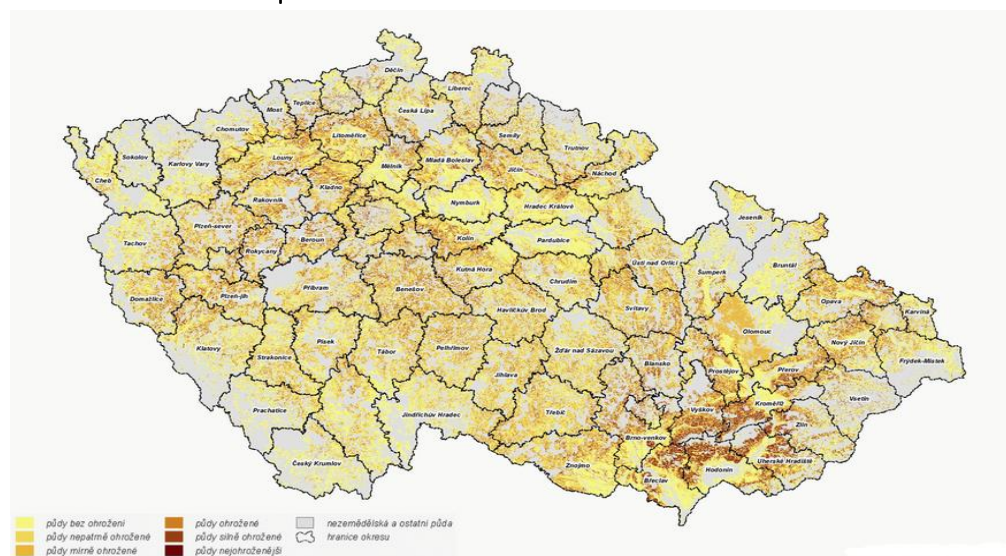 Děčín
Liberec
Teplice
Most
Česká Lípa
Chomutov
Litoměřice
Semily
Trutnov
Sokolov
Karlovy Vary
Louny
Mělník
Mladá Boleslav
Jičín
Náchod
Cheb
Kladno
Rakovník
Nymburk
Hradec Králové
Jeseník
Plzeň-sever
Tachov
Beroun
Rokycany
Kolín
Pardubice
Ústí nad Orlicí
Šumperk
Bruntál
Kutná Hora
Chrudim
Domažlice
Plzeň-jih
Příbram
Benešov
Havlíčkův Brod
Svitavy
Opava
Karviná
Olomouc
Klatovy
Strakonice
Písek
Tábor
Pelhřimov
Žďár nad Sázavou
Blansko
Nový Jičín
Frýdek-Místek
Jihlava
Prostějov
Přerov
Prachatice
Jindřichův Hradec
Třebíč
Vyškov
Kroměříž
Vsetín
Zlín
Český Krumlov
Brno-venkov
Znojmo
Uherské Hradiště
Hodonín
Břeclav
půdy bez ohrožení
půdy ohrožené
nezemědělská a ostatní půda
půdy nepatrně ohrožené
půdy silně ohrožené
hranice okresu
půdy mírně ohrožené
půdy nejohroženější